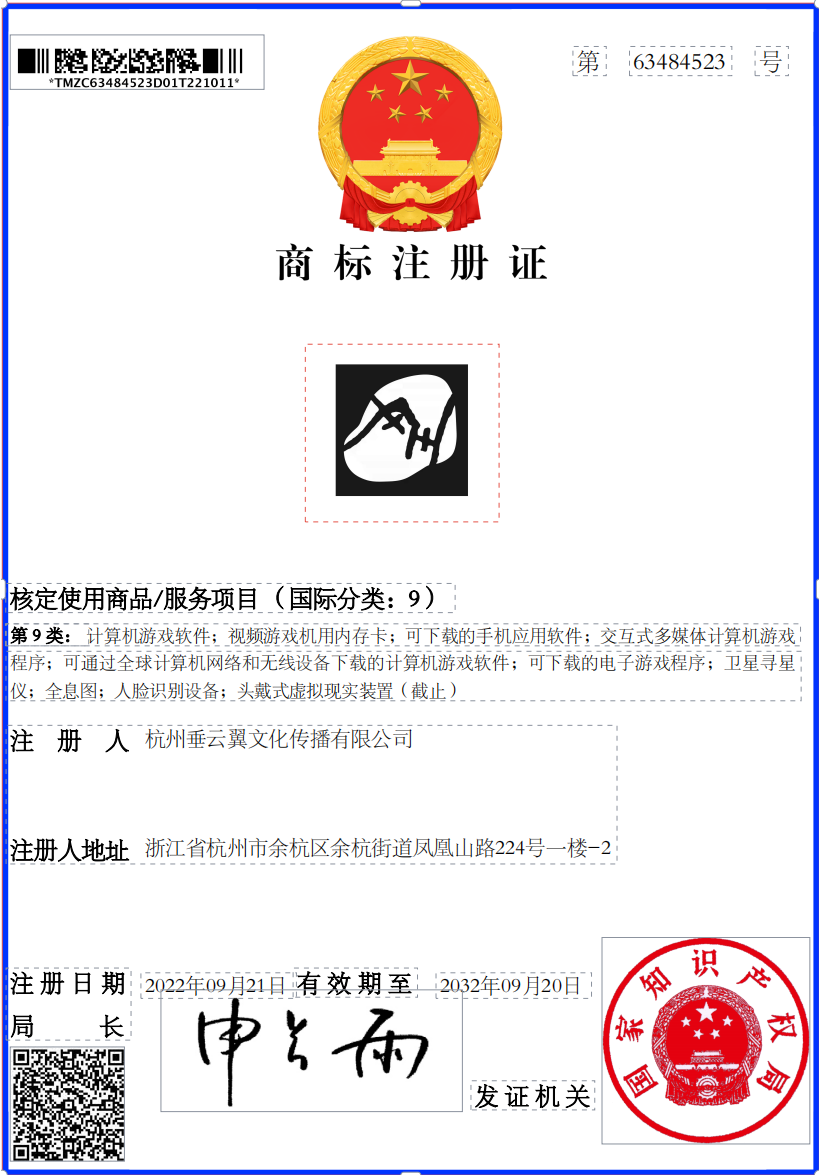 *TMZC63484523D01T221011*
第 63484523 号
商标注册证
核定使用商品/服务项目（国际分类：9）
第9类：计算机游戏软件；视频游戏机用内存卡；可下载的手机应用软件；交互式多媒体计算机游戏
程序；可通过全球计算机网络和无线设备下载的计算机游戏软件；可下载的电子游戏程序；卫星寻星
仪；全息图；人脸识别设备；头戴式虚拟现实装置（截止）
注册人 杭州垂云翼文化传播有限公司
注册人地址 浙江省杭州市余杭区余杭街道凤凰山路224号一楼-2
注册日期 2022年09月21日 有效期至 2032年09月20日
局长 申长雨
发证机关
国家知识产权局